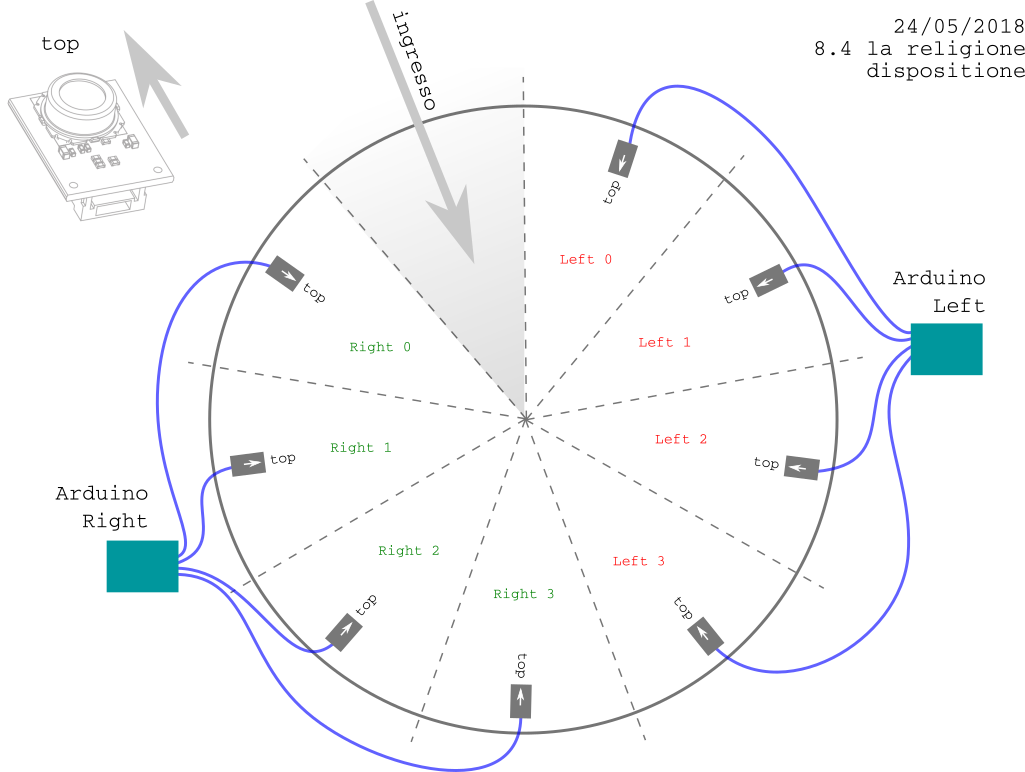 top
ingresso
24/05/2018
8.4 la religione
dispositione
top
Left 0
top
Left 1
Arduino
Left
top
Right 0
top
Right 1
Left 2
top
Arduino
Right
Right 2
Left 3
top
top
Right 3
top